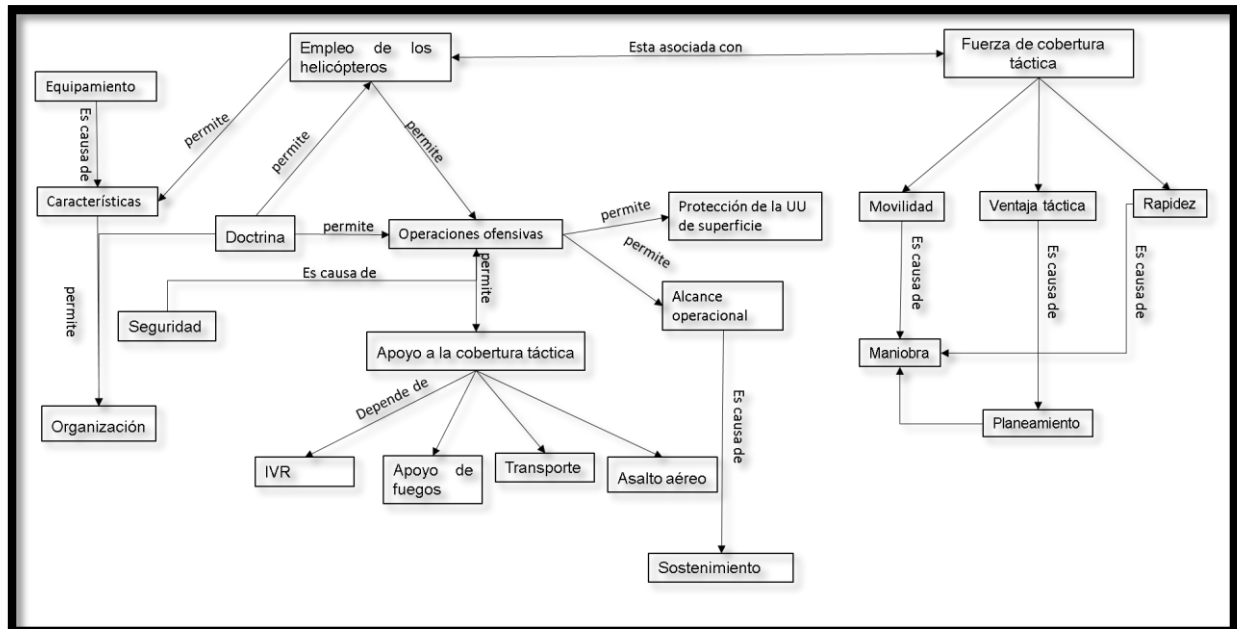 Empleo de los
helicópteros
Esta asociada con
Fuerza de cobertura
táctica
Equipamiento
Es causa de
permite
permite
permite
Características
Doctrina
permite
Operaciones ofensivas
permite
Protección de la UU
de superficie
Movilidad
Ventaja táctica
Rapidez
permite
Es causa de
permite
Es causa de
Es causa de
Es causa de
Seguridad
permite
Alcance
operacional
Apoyo a la cobertura táctica
Maniobra
Depende de
Es causa de
Organización
Planeamiento
IVR
Apoyo de
fuegos
Transporte
Asalto aéreo
Sostenimiento